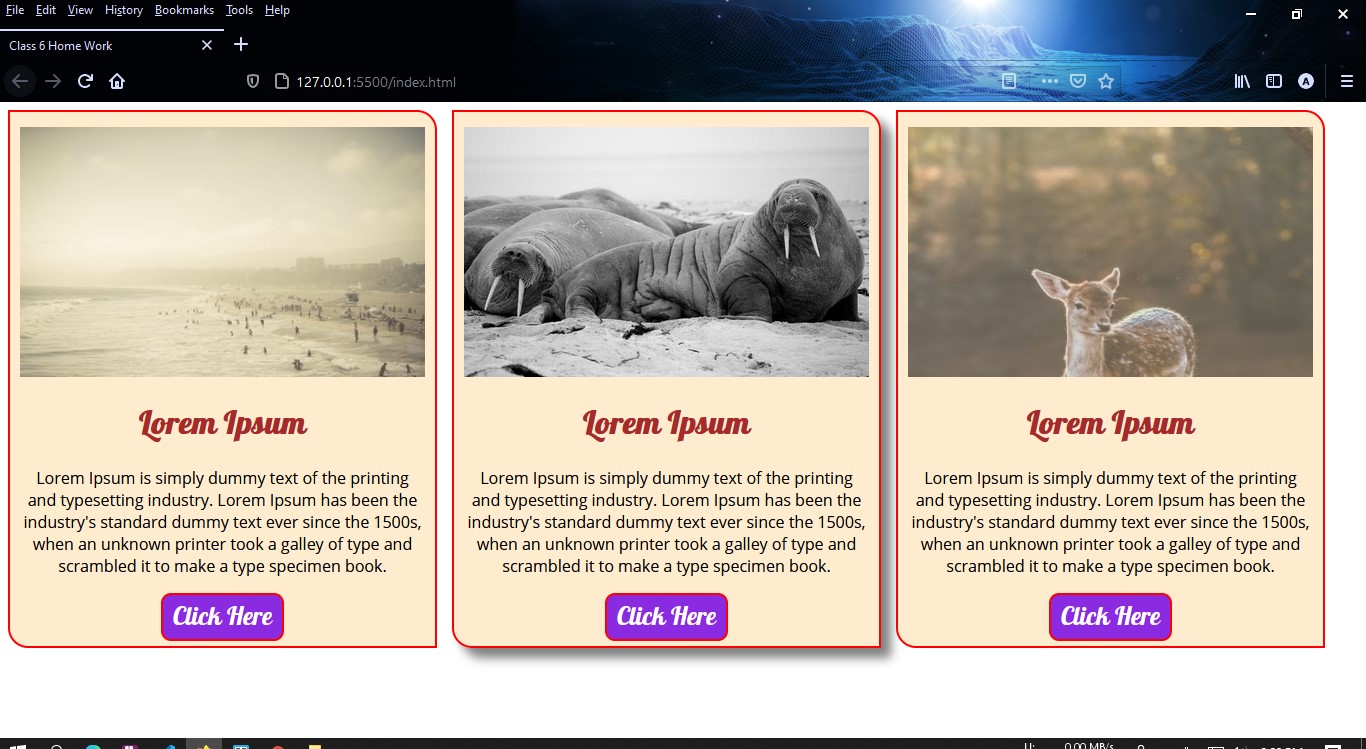 File Edit View History Bookmarks Tools Help
Class 6 Home Work
127.0.0.1:5500/index.html
A
Lorem Ipsum
Lorem Ipsum is simply dummy text of the printing
and typesetting industry. Lorem Ipsum has been the
industry's standard dummy text ever since the 1500s,
when an unknown printer took a galley of type and
scrambled it to make a type specimen book.
Click Here
Lorem Ipsum
Lorem Ipsum is simply dummy text of the printing
and typesetting industry. Lorem Ipsum has been the
industry's standard dummy text ever since the 1500s,
when an unknown printer took a galley of type and
scrambled it to make a type specimen book.
Click Here
Lorem Ipsum
Lorem Ipsum is simply dummy text of the printing
and typesetting industry. Lorem Ipsum has been the
industry's standard dummy text ever since the 1500s,
when an unknown printer took a galley of type and
scrambled it to make a type specimen book.
Click Here
U: 0.00 MB/s